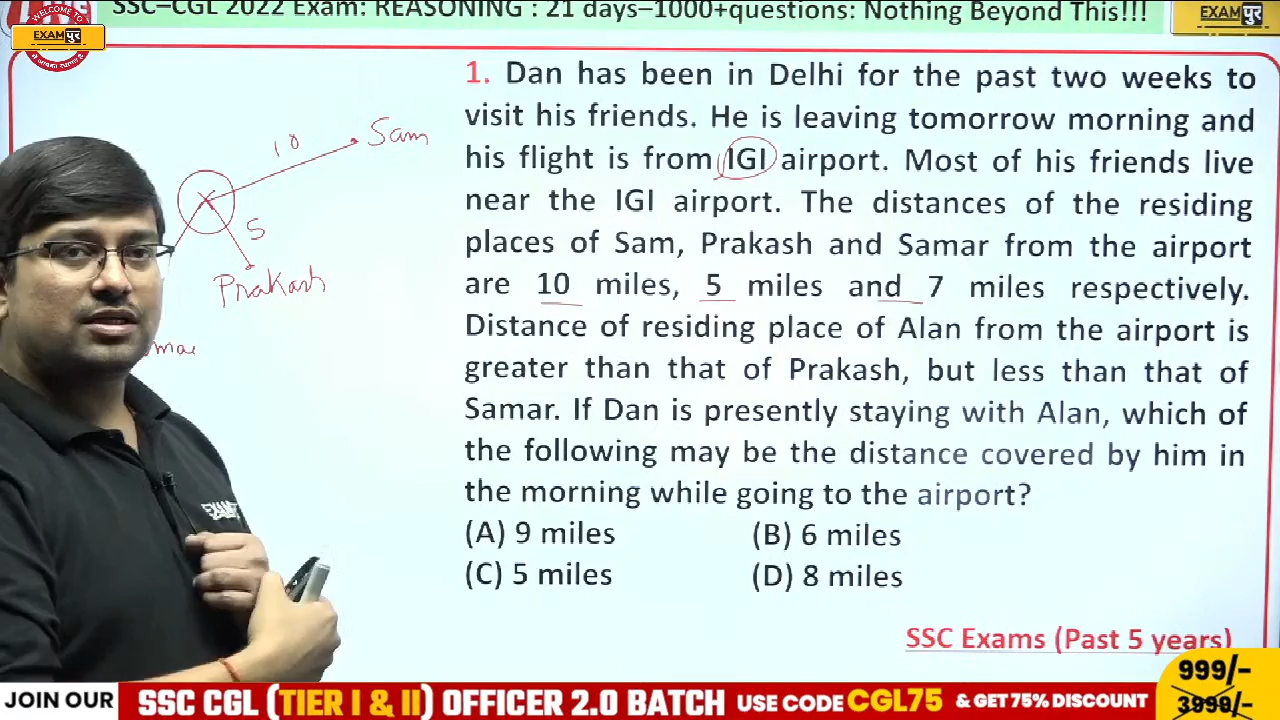 SSC–CGL 2022 Exam: REASONING : 21 days–1000+questions: Nothing Beyond This!!!
WELCOME TO
EXAM पुर
EXAM पुर
1. Dan has been in Delhi for the past two weeks to
visit his friends. He is leaving tomorrow morning and
his flight is from IGI airport. Most of his friends live
near the IGI airport. The distances of the residing
places of Sam, Prakash and Samar from the airport
are 10 miles, 5 miles and 7 miles respectively.
Distance of residing place of Alan from the airport is
greater than that of Prakash, but less than that of
Samar. If Dan is presently staying with Alan, which of
the following may be the distance covered by him in
the morning while going to the airport?
(A) 9 miles (B) 6 miles
(C) 5 miles (D) 8 miles
SSC Exams (Past 5 years)
10 Sam
5
Prakash
EXAM
JOIN OUR SSC CGL (TIER I & II) OFFICER 2.0 BATCH USE CODE CGL75 & GET 75% DISCOUNT
999/-
3999/-